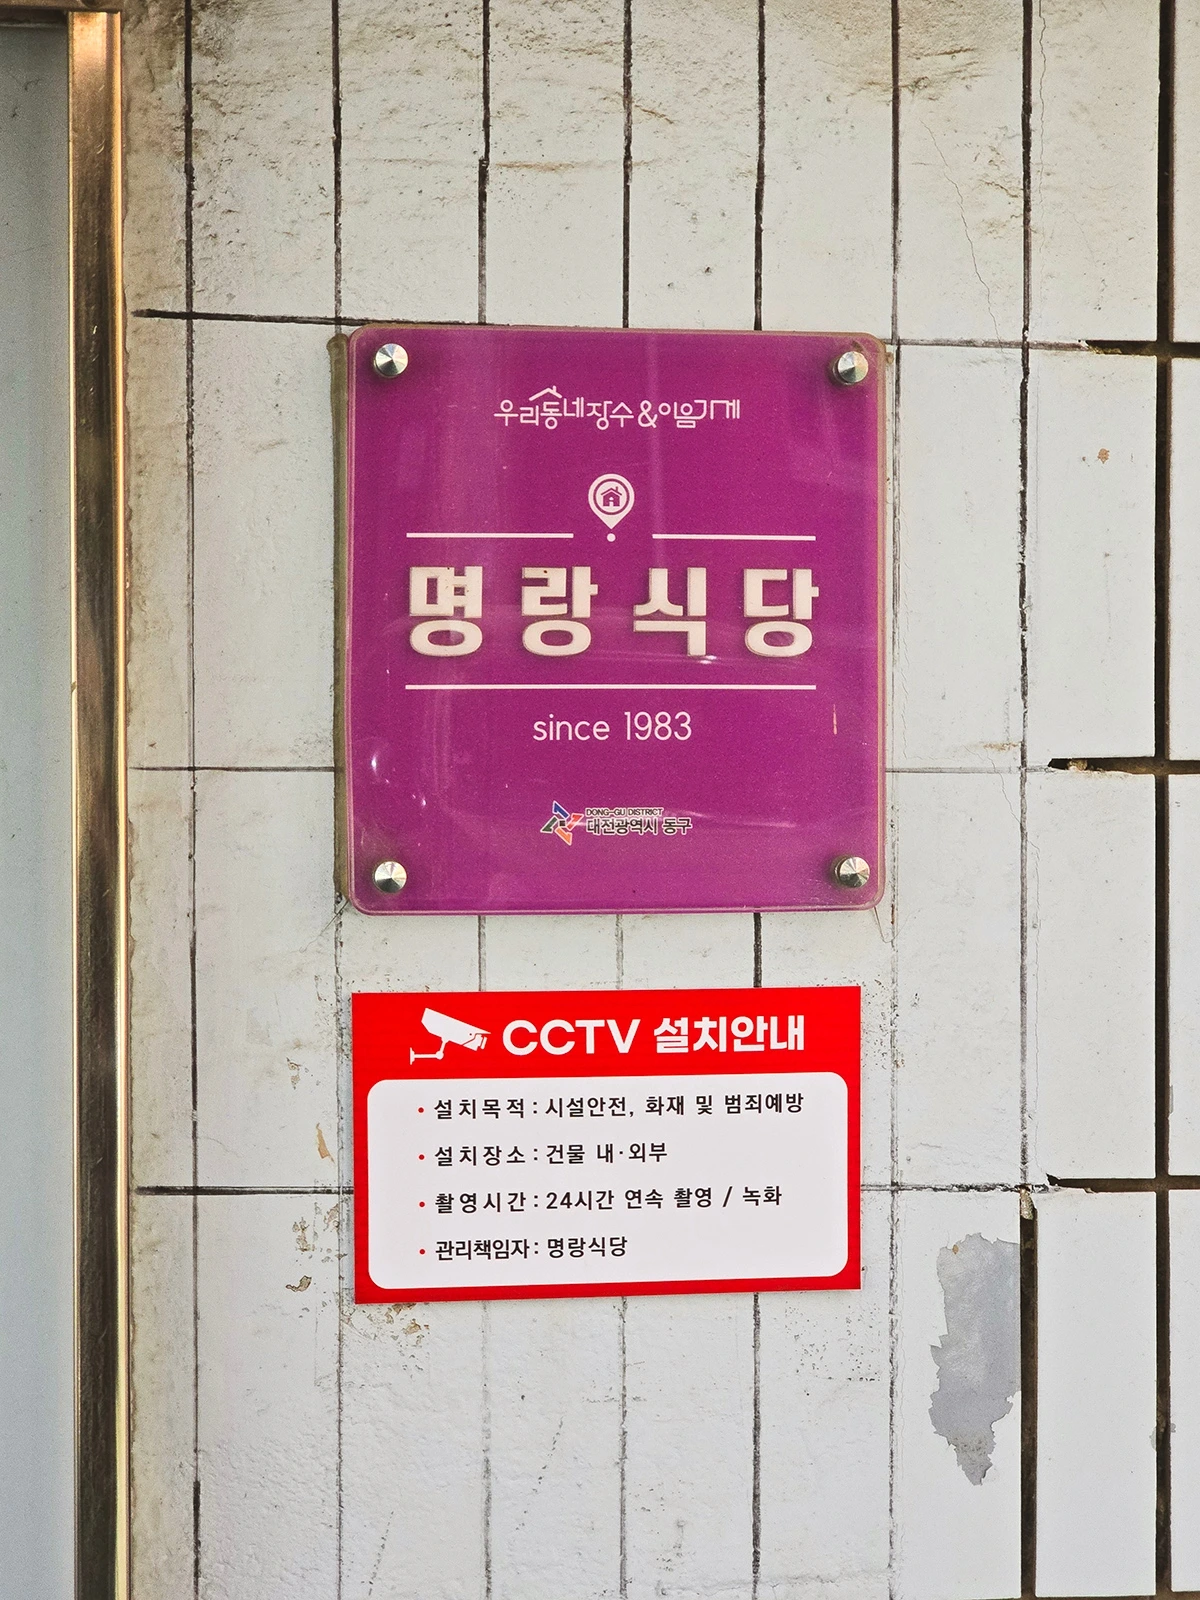 우리동네 장수&이음가게
명랑식당
since 1983
DONG-GU DISTRICT
대전광역시 동구
CCTV 설치안내
• 설치목적 : 시설안전, 화재 및 범죄예방
• 설치장소 : 건물 내·외부
• 촬영시간 : 24시간 연속 촬영 / 녹화
• 관리책임자 : 명랑식당